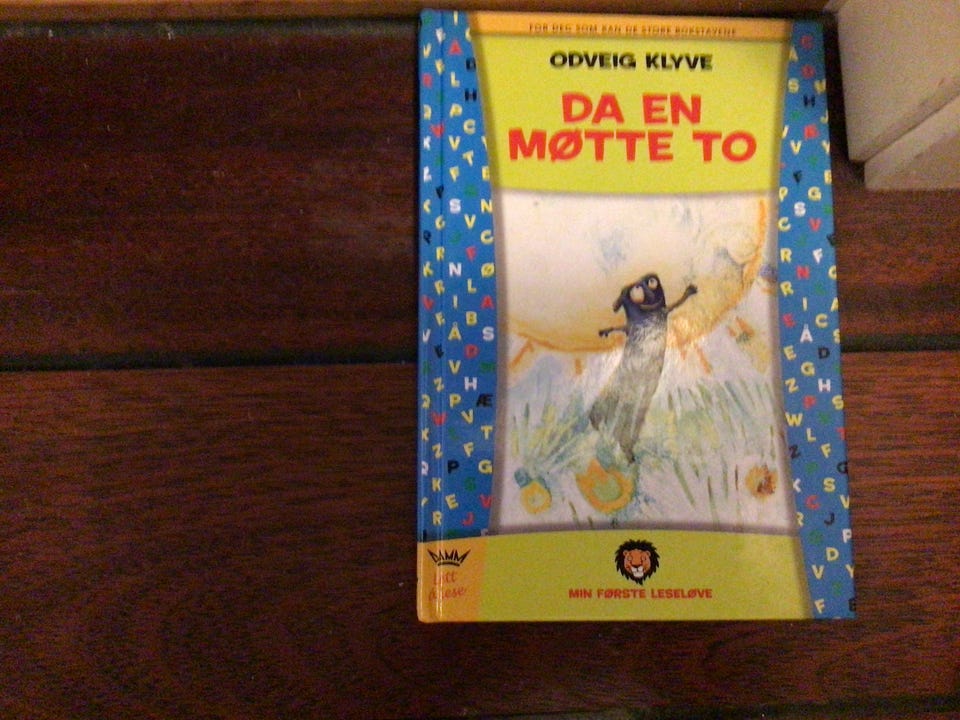 FOR DEG SOM KAN DE STORE BOKSTAVENE
ODVEIG KLYVE
DA EN
MØTTE TO
DAMM
Lett
å lese
MIN FØRSTE LESELØVE